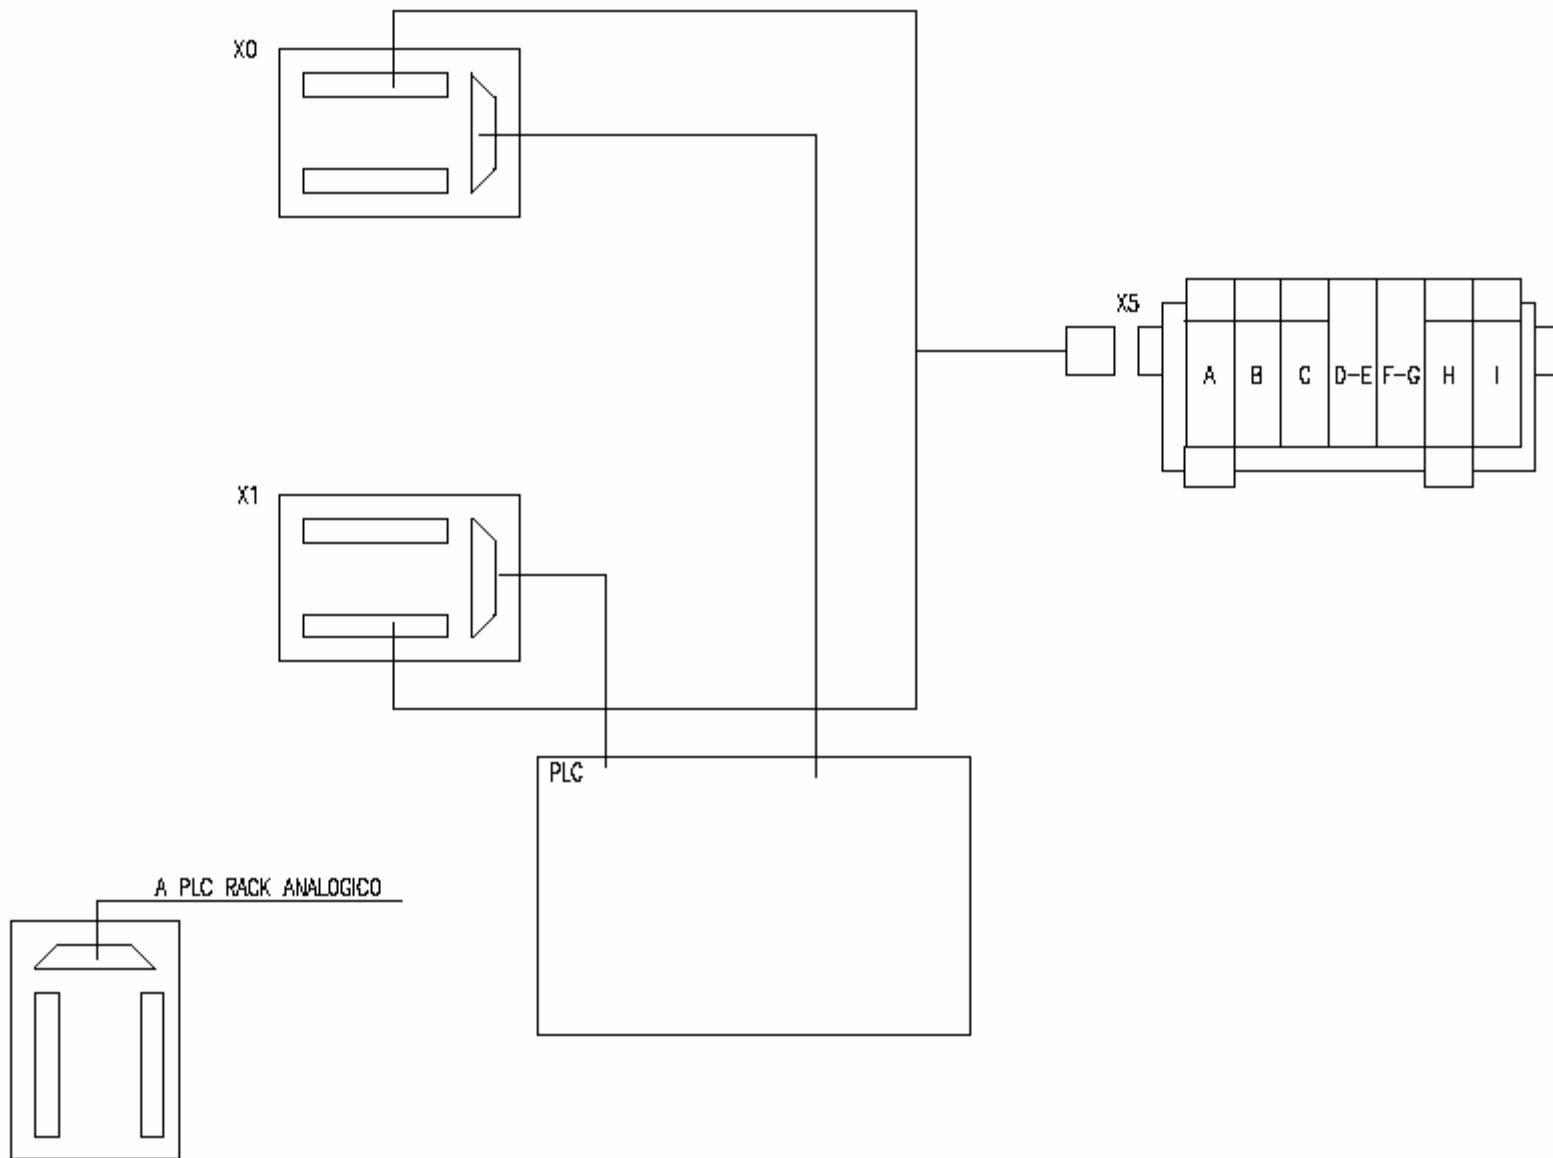 X0
X5
A B C D-E F-G H I
X1
PLC
A PLC RACK ANALOGICO